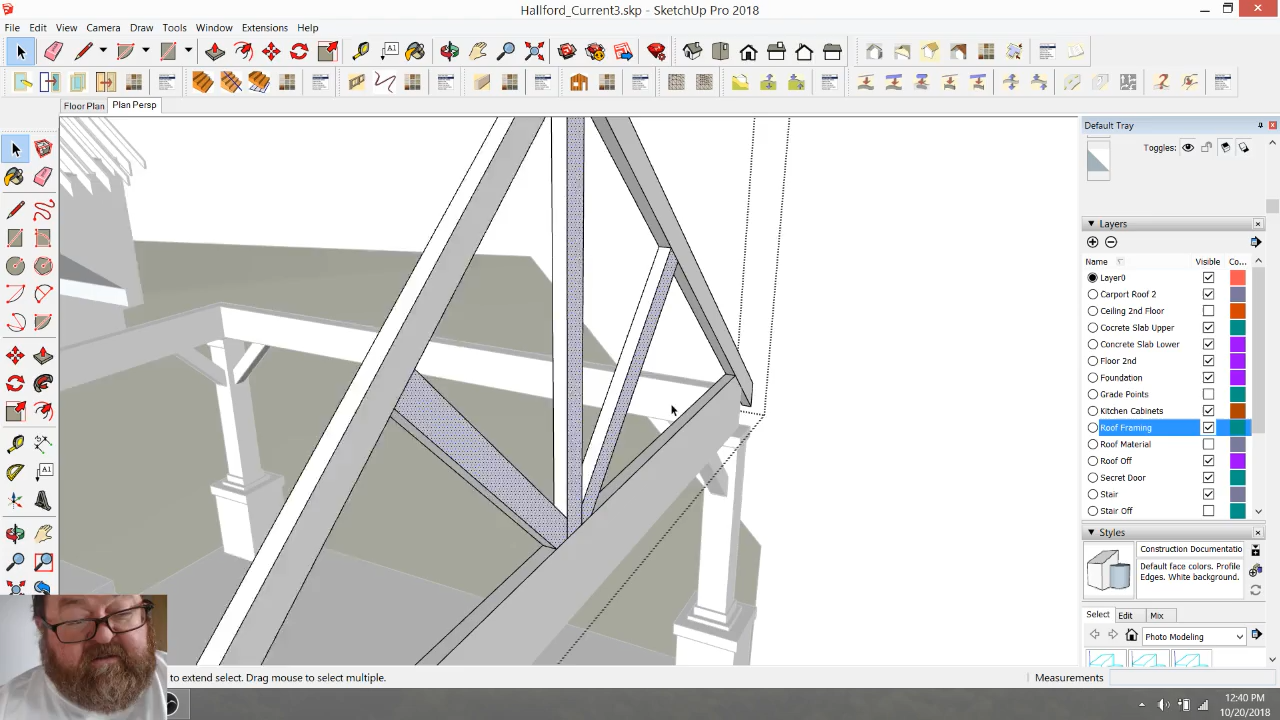 Hallford_Current3.skp - SketchUp Pro 2018
File Edit View Camera Draw Tools Window Extensions Help
Floor Plan Plan Persp
Default Tray
Toggles:
Layers
Name Visible Co...
Layer0
Carport Roof 2
Ceiling 2nd Floor
Cocrete Slab Upper
Concrete Slab Lower
Floor 2nd
Foundation
Grade Points
Kitchen Cabinets
Roof Framing
Roof Material
Roof Off
Secret Door
Stair
Stair Off
Styles
Construction Documentatio
Default face colors. Profile
Edges. White background.
Select Edit Mix
Photo Modeling
to extend select. Drag mouse to select multiple.
Measurements
12:40 PM
10/20/2018